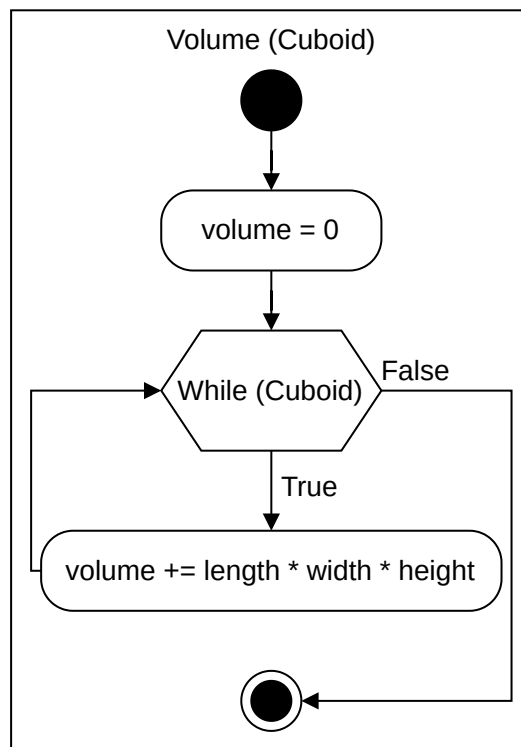 Volume (Cuboid)
volume = 0
While (Cuboid)
False
True
volume += length * width * height